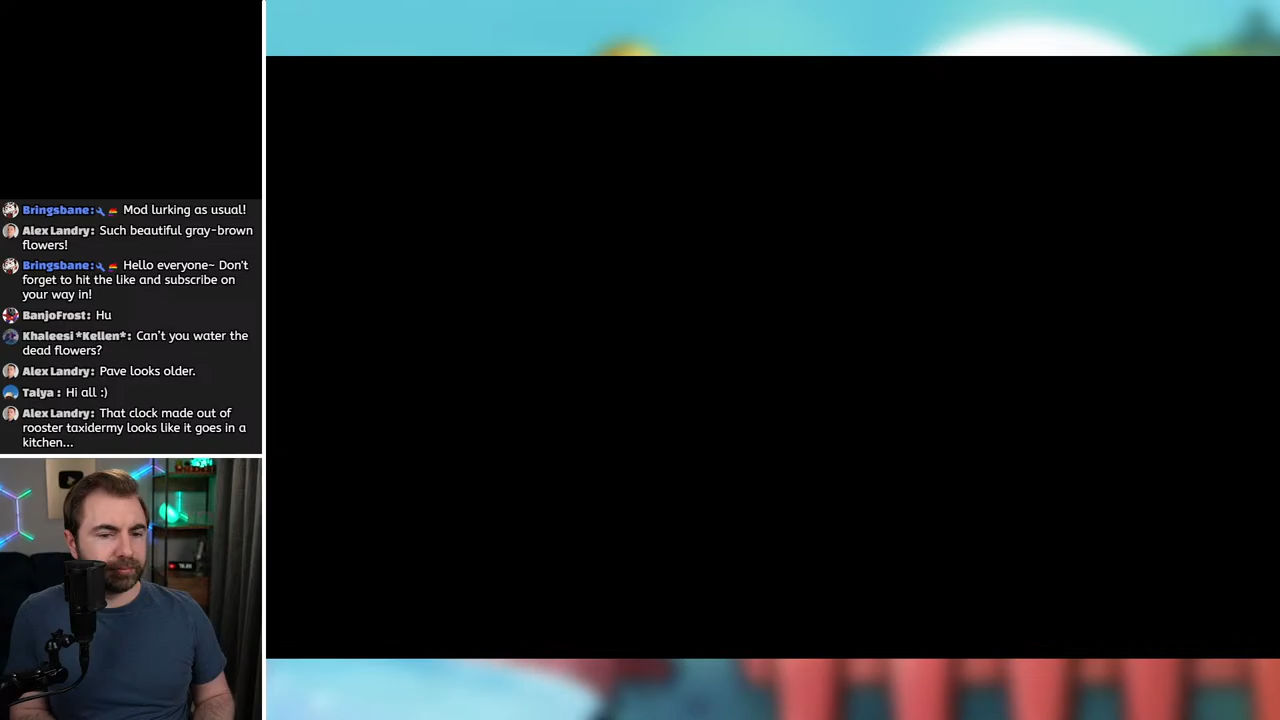 Bringsbane: Mod lurking as usual!
Alex Landry: Such beautiful gray-brown
flowers!
Bringsbane: Hello everyone~ Don't
forget to hit the like and subscribe on
your way in!
BanjoFrost: Hu
Khaleesi *Kellen*: Can't you water the
dead flowers?
Alex Landry: Pave looks older.
Talya : Hi all :)
Alex Landry: That clock made out of
rooster taxidermy looks like it goes in a
kitchen...